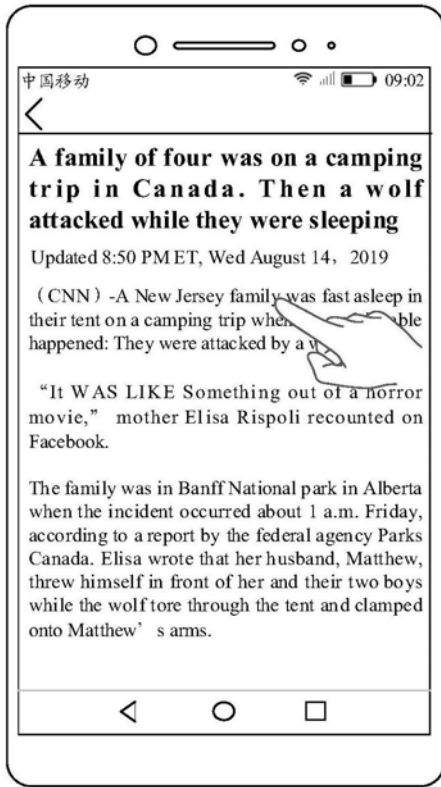 中国移动 09:02
A family of four was on a camping
trip in Canada. Then a wolf
attacked while they were sleeping
Updated 8:50 PM ET, Wed August 14, 2019
(CNN) -A New Jersey family was fast asleep in
their tent on a camping trip
happened: They were attacked by a
“It WAS LIKE Something out of a horror
movie,” mother Elisa Rispoli recounted on
Facebook.
The family was in Banff National park in Alberta
when the incident occurred about 1 a.m. Friday,
according to a report by the federal agency Parks
Canada. Elisa wrote that her husband, Matthew,
threw himself in front of her and their two boys
while the wolf tore through the tent and clamped
onto Matthew’ s arms.